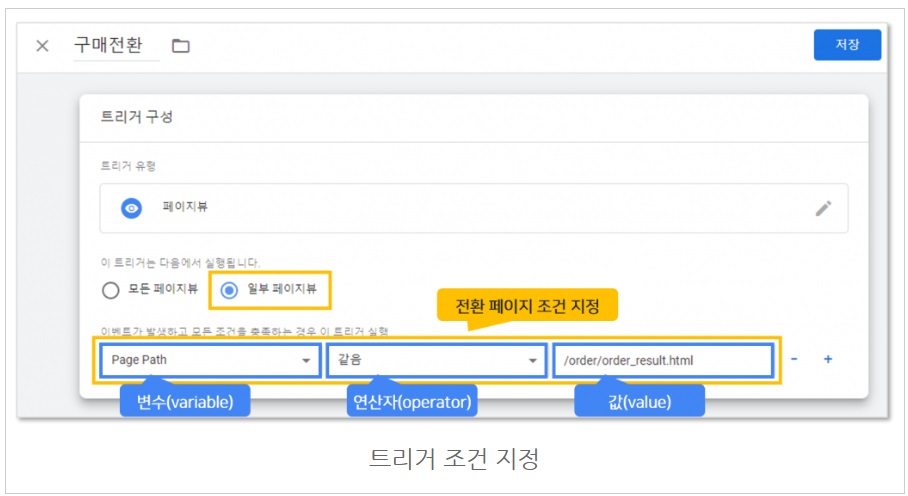 구매전환
저장
트리거 구성
트리거 유형
페이지뷰
이 트리거는 다음에서 실행됩니다.
모든 페이지뷰 일부 페이지뷰
전환 페이지 조건 지정
이벤트가 발생하고 모든 조건을 충족하는 경우 이 트리거 실행
Page Path 같음 /order/order_result.html - +
변수(variable) 연산자(operator) 값(value)
트리거 조건 지정